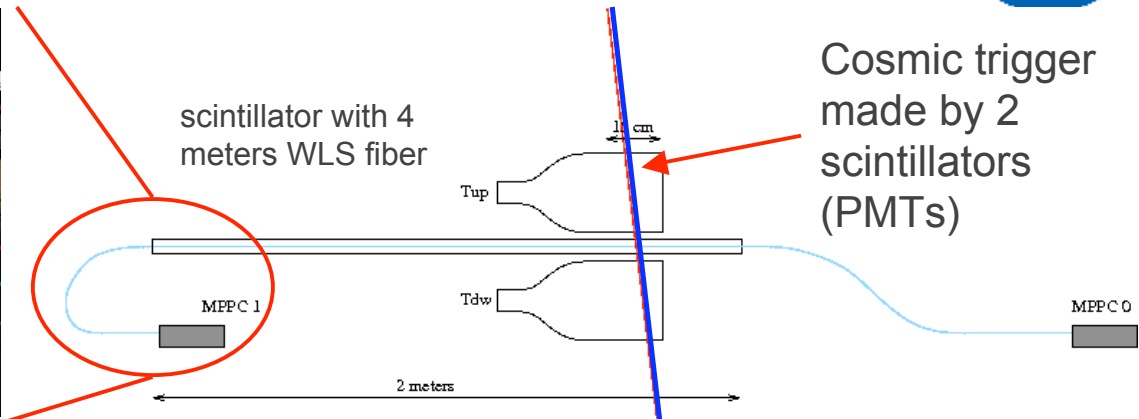 Cosmic trigger
made by 2
scintillators
(PMTs)
scintillator with 4
meters WLS fiber
Tup
Tdw
MPPC 1
MPPC 0
2 meters
cm